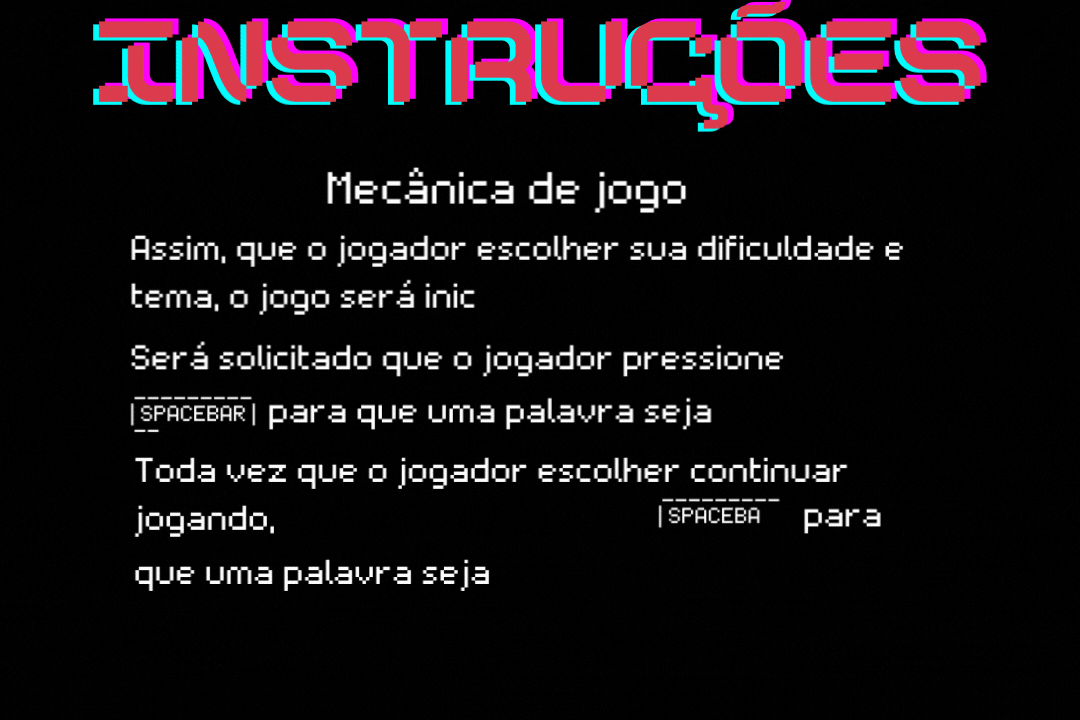 INSTRUÇÕES
Mecânica de jogo
Assim, que o jogador escolher sua dificuldade e
tema, o jogo será inic
Será solicitado que o jogador pressione
|SPACEBAR| para que uma palavra seja
Toda vez que o jogador escolher continuar
jogando, |SPACEBA para
que uma palavra seja